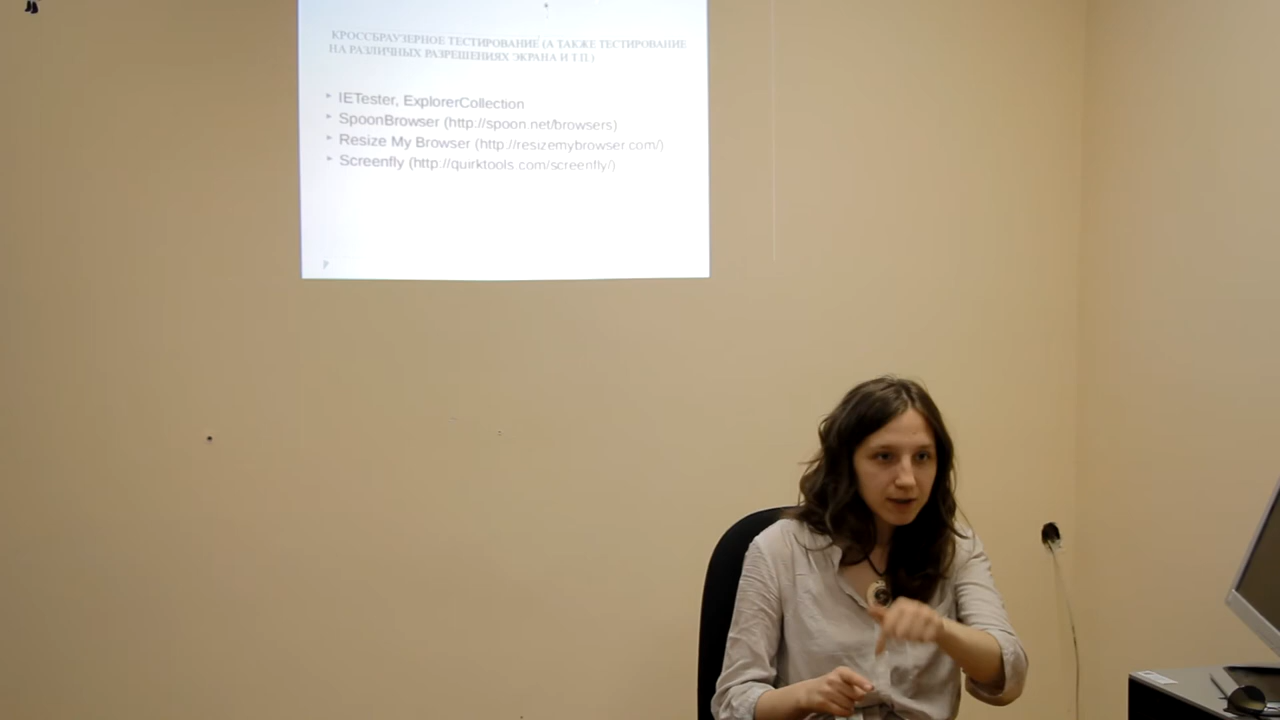 КРОССБРАУЗЕРНОЕ ТЕСТИРОВАНИЕ (А ТАКЖЕ ТЕСТИРОВАНИЕ
НА РАЗЛИЧНЫХ РАЗРЕШЕНИЯХ ЭКРАНА И Т П )
IETester, ExplorerCollection
SpoonBrowser (http://spoon.net/browsers)
Resize My Browser (http://resizemybrowser.com/)
Screenfly (http://quirktools.com/screenfly/)